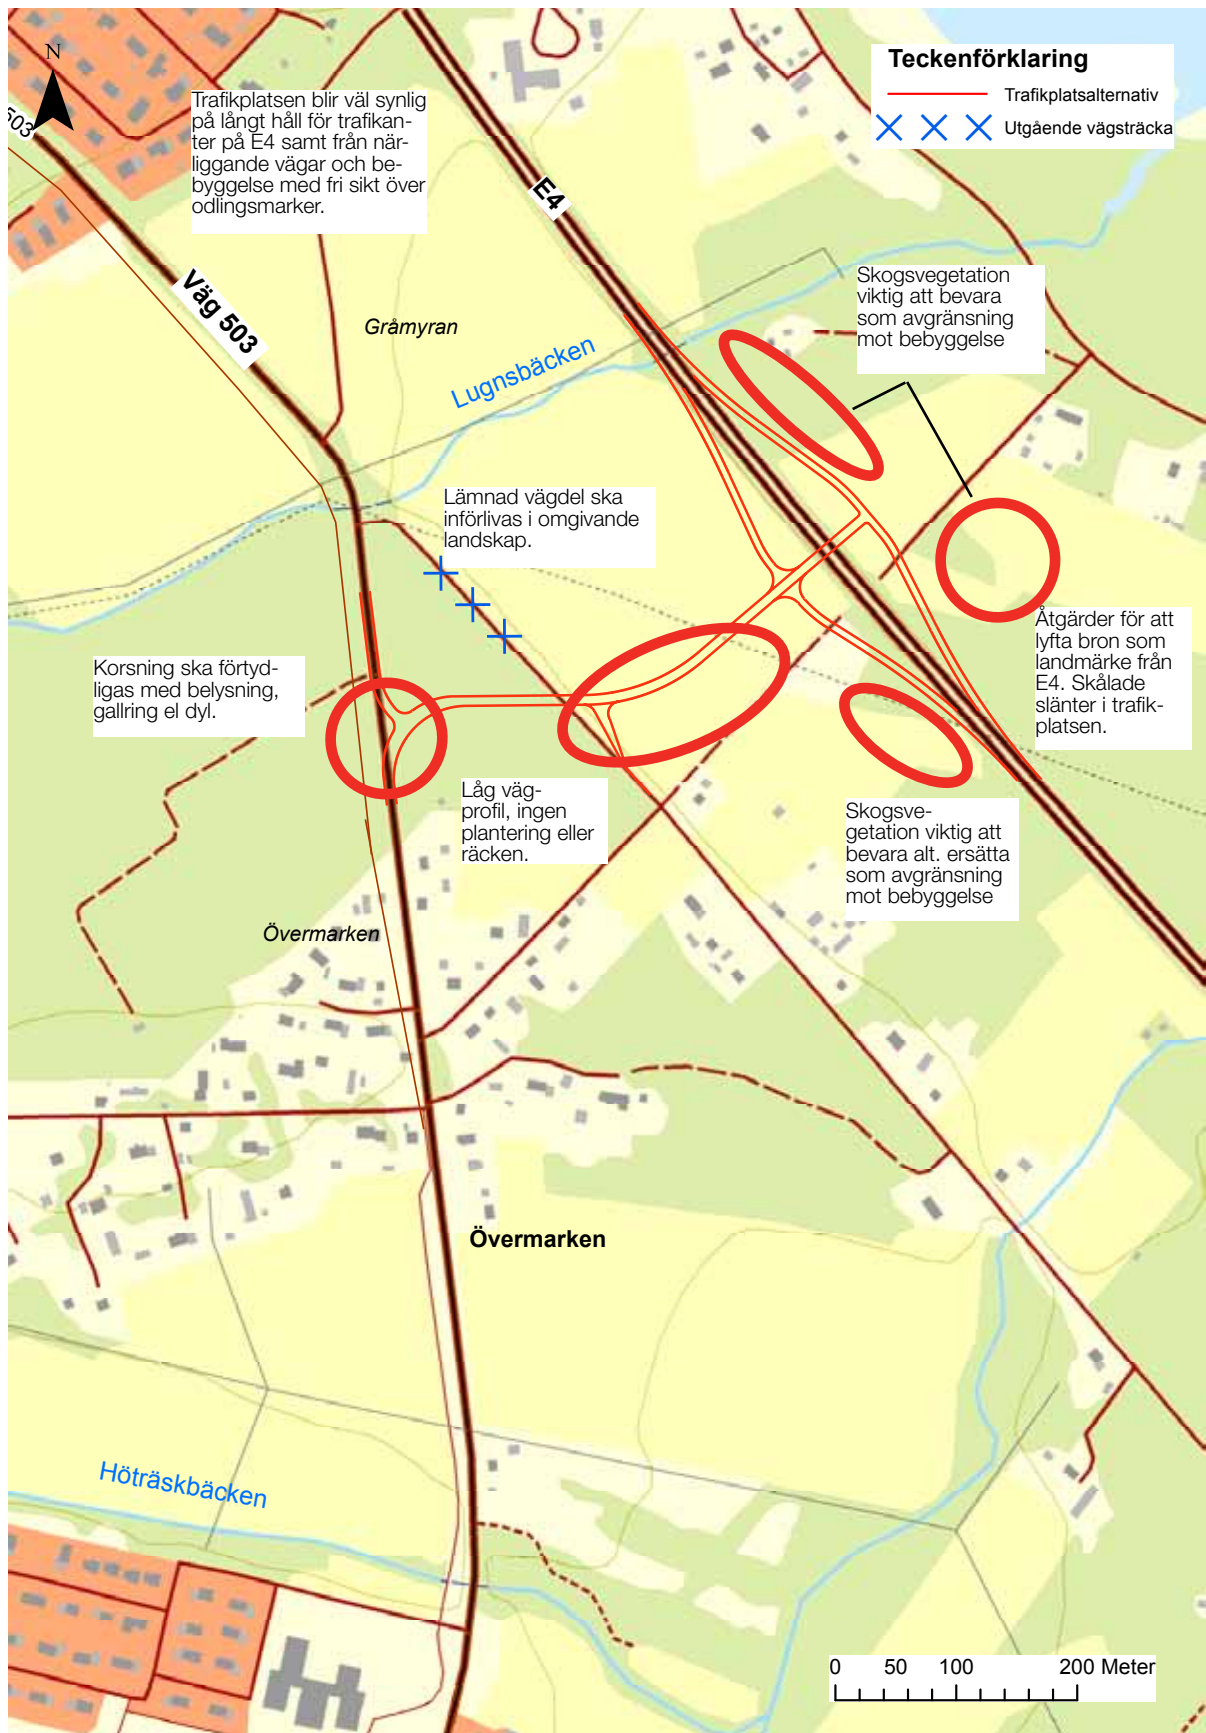 N
503
Trafikplatsen blir väl synlig
på långt håll för trafikan-
ter på E4 samt från när-
liggande vägar och be-
byggelse med fri sikt över
odlingsmarker.
Teckenförklaring
Trafikplatsalternativ
Utgående vägsträcka
E4
Väg 503
Gråmyran
Lugnsbäcken
Skogsvegetation
viktig att bevara
som avgränsning
mot bebyggelse
Lämnad vägdel ska
införlivas i omgivande
landskap.
Korsning ska förtyd-
ligas med belysning,
gallring el dyl.
Åtgärder för att
lyfta bron som
landmärke från
E4. Skålade
slänter i trafik-
platsen.
Låg väg-
profil, ingen
plantering eller
räcken.
Skogsve-
getation viktig att
bevara alt. ersätta
som avgränsning
mot bebyggelse
Övermarken
Övermarken
Höträskbäcken
0 50 100 200 Meter